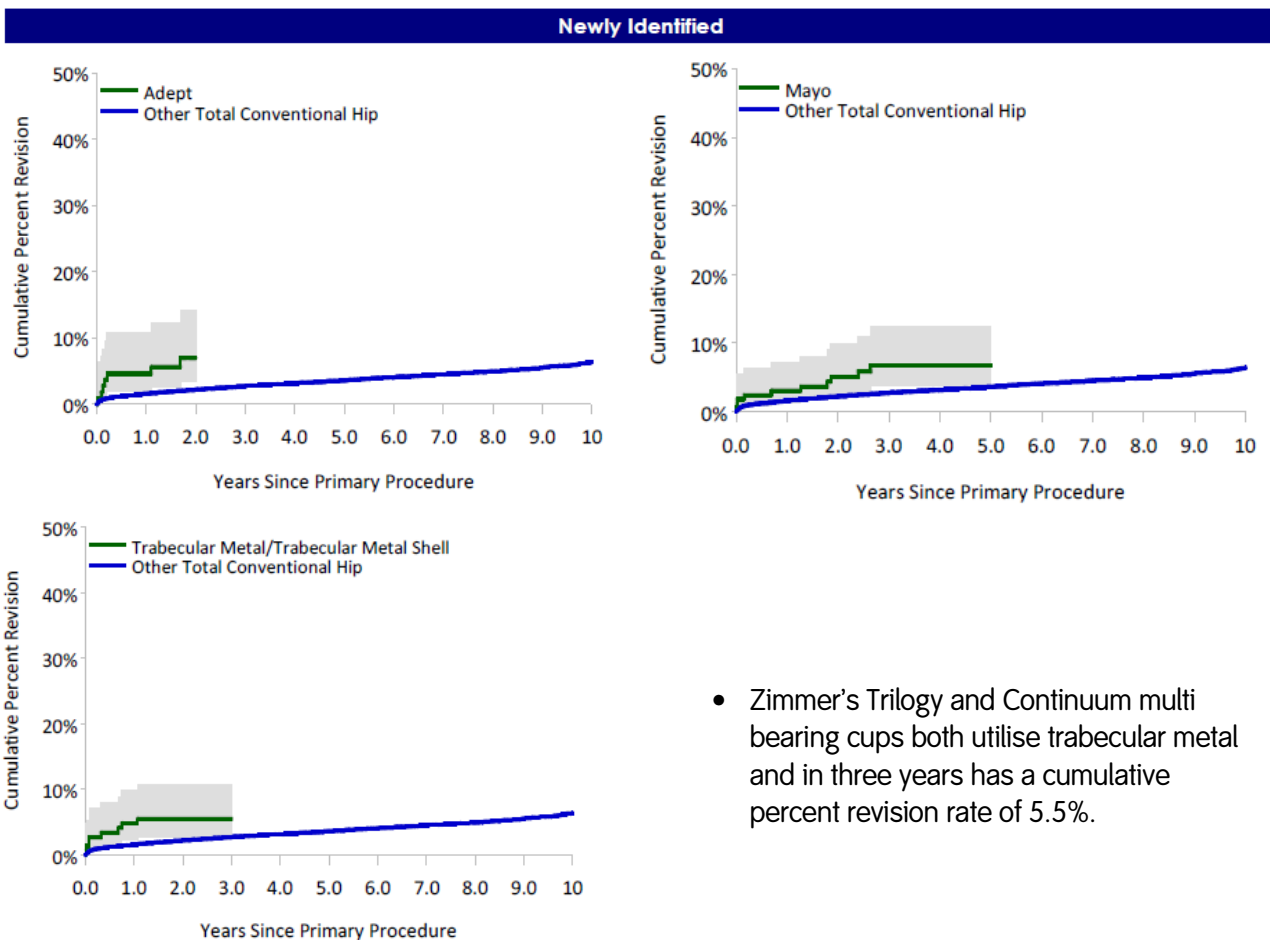 Newly Identified
50%
40%
30%
20%
10%
0%
Cumulative Percent Revision
Adept
Other Total Conventional Hip
0.0 1.0 2.0 3.0 4.0 5.0 6.0 7.0 8.0 9.0 10
Years Since Primary Procedure
50%
40%
30%
20%
10%
0%
Cumulative Percent Revision
Mayo
Other Total Conventional Hip
0.0 1.0 2.0 3.0 4.0 5.0 6.0 7.0 8.0 9.0 10
Years Since Primary Procedure
50%
40%
30%
20%
10%
0%
Cumulative Percent Revision
Trabecular Metal/Trabecular Metal Shell
Other Total Conventional Hip
0.0 1.0 2.0 3.0 4.0 5.0 6.0 7.0 8.0 9.0 10
Years Since Primary Procedure
• Zimmer's Trilogy and Continuum multi
bearing cups both utilise trabecular metal
and in three years has a cumulative
percent revision rate of 5.5%.